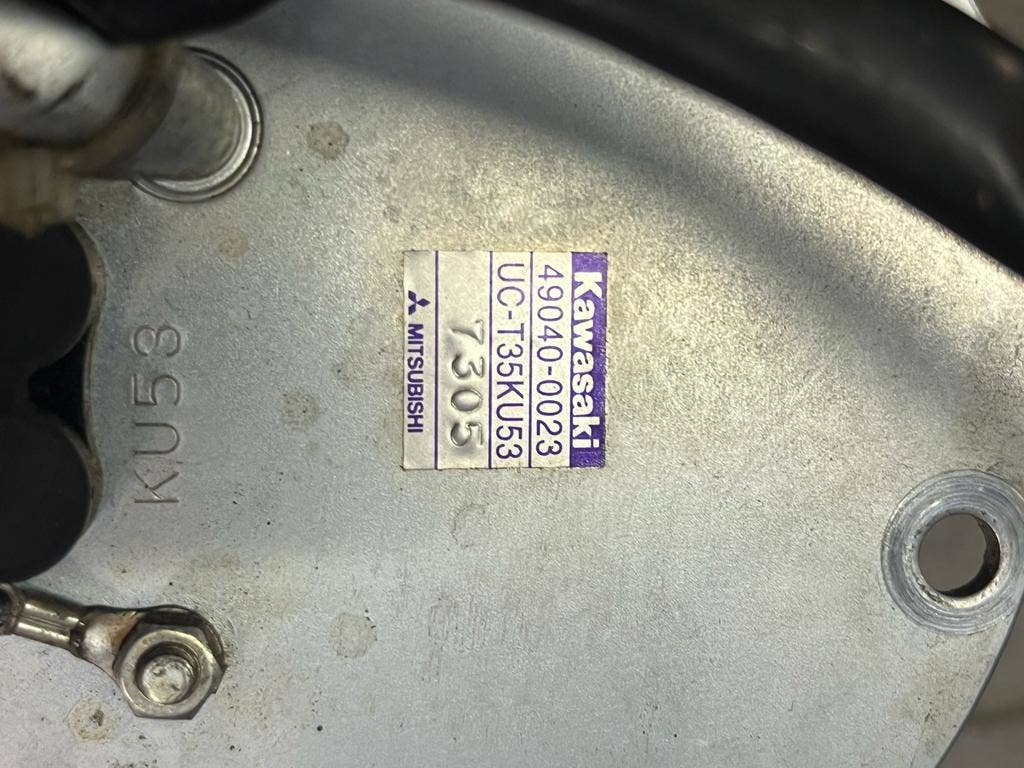 Kawasaki
49040-0023
UC-T35KU53
7305
MITSUBISHI
KU53